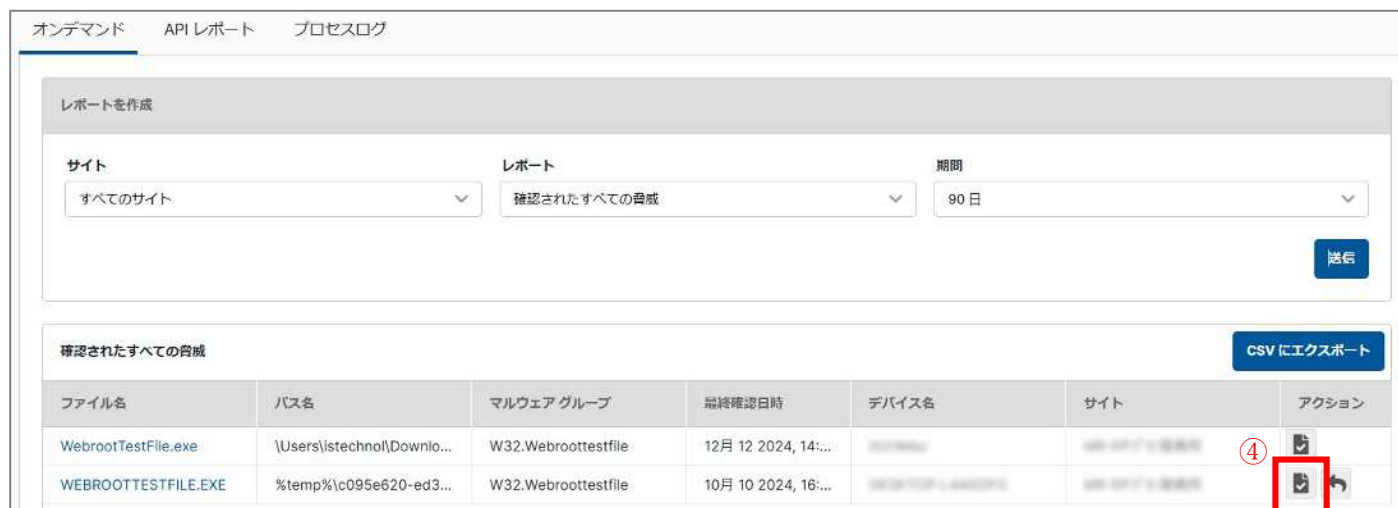 オンデマンド API レポート プロセスログ
レポートを作成
サイト レポート 期間
すべてのサイト 確認されたすべての脅威 90 日
送信
確認されたすべての脅威 CSV にエクスポート
ファイル名 パス名 マルウェア グループ 最終確認日時 デバイス名 サイト アクション
WebrootTestFile.exe \Users\istechnol\Downlo... W32.Webroottestfile 12月 12 2024, 14:...
④
WEBROOTTESTFILE.EXE %temp%\c095e620-ed3... W32.Webroottestfile 10月 10 2024, 16:...